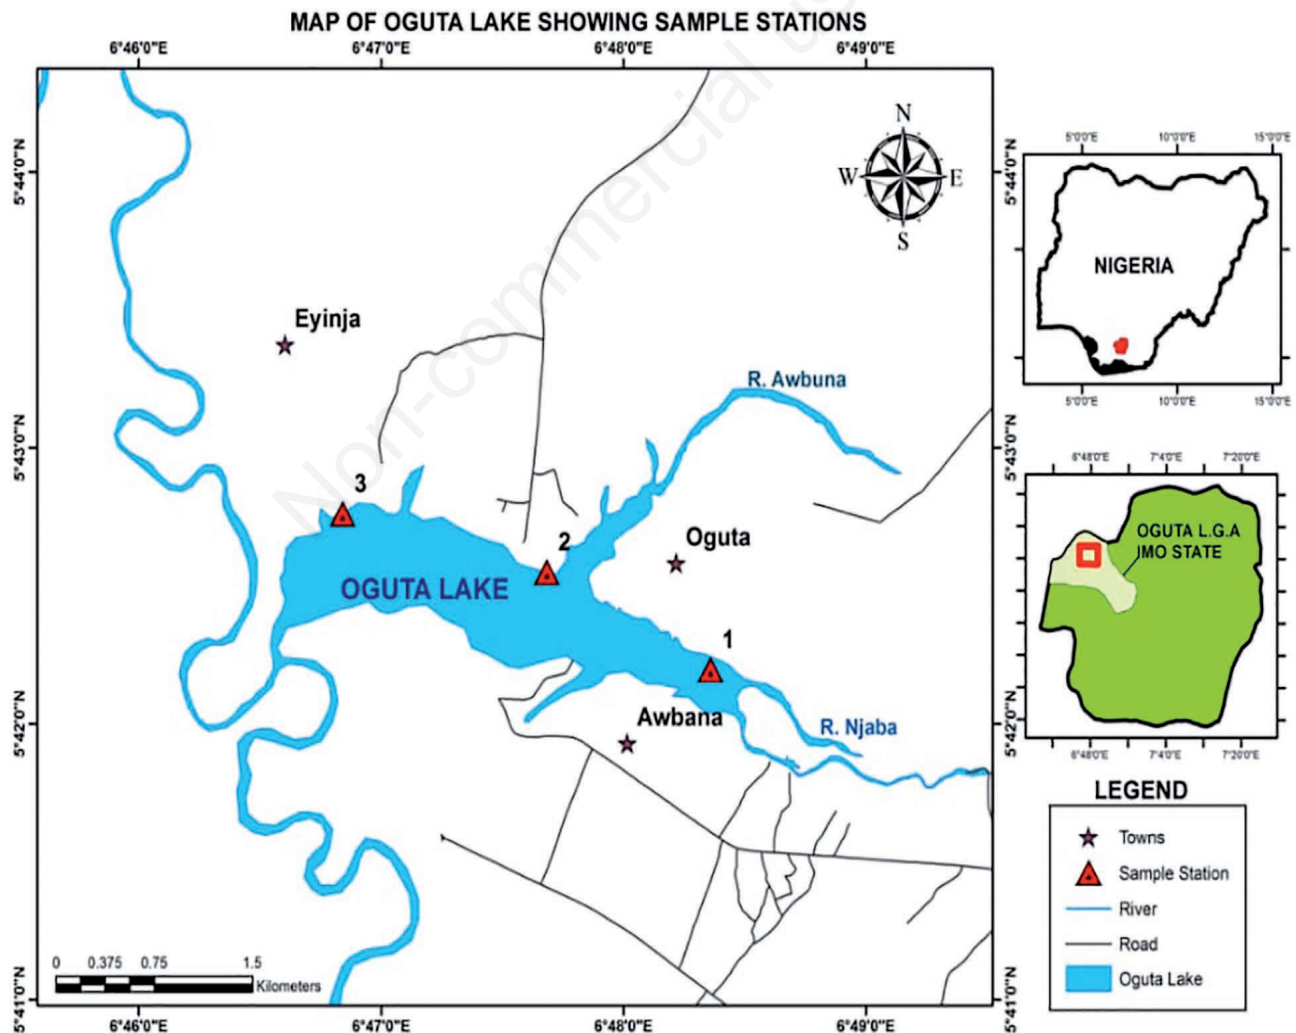 MAP OF OGUTA LAKE SHOWING SAMPLE STATIONS
6°46'0"E 6°47'0"E 6°48'0"E 6°49'0"E
5°44'0"N
5°43'0"N
5°42'0"N
5°41'0"N
Non-commercial us
N
W E
S
Eyinja
R. Awbuna
3
2
Oguta
OGUTA LAKE
1
Awbana
R. Njaba
0 0.375 0.75 1.5
Kilometers
6°46'0"E 6°47'0"E 6°48'0"E 6°49'0"E
5°44'0"N
5°43'0"N
5°42'0"N
5°41'0"N
5°0'0"E 10°0'0"E 15°0'0"E
NIGERIA
5°0'0"E 10°0'0"E 15°0'0"E
6°48'0"E 7°4'0"E 7°20'0"E
OGUTA L.G.A
IMO STATE
6°48'0"E 7°4'0"E 7°20'0"E
LEGEND
Towns
Sample Station
River
Road
Oguta Lake